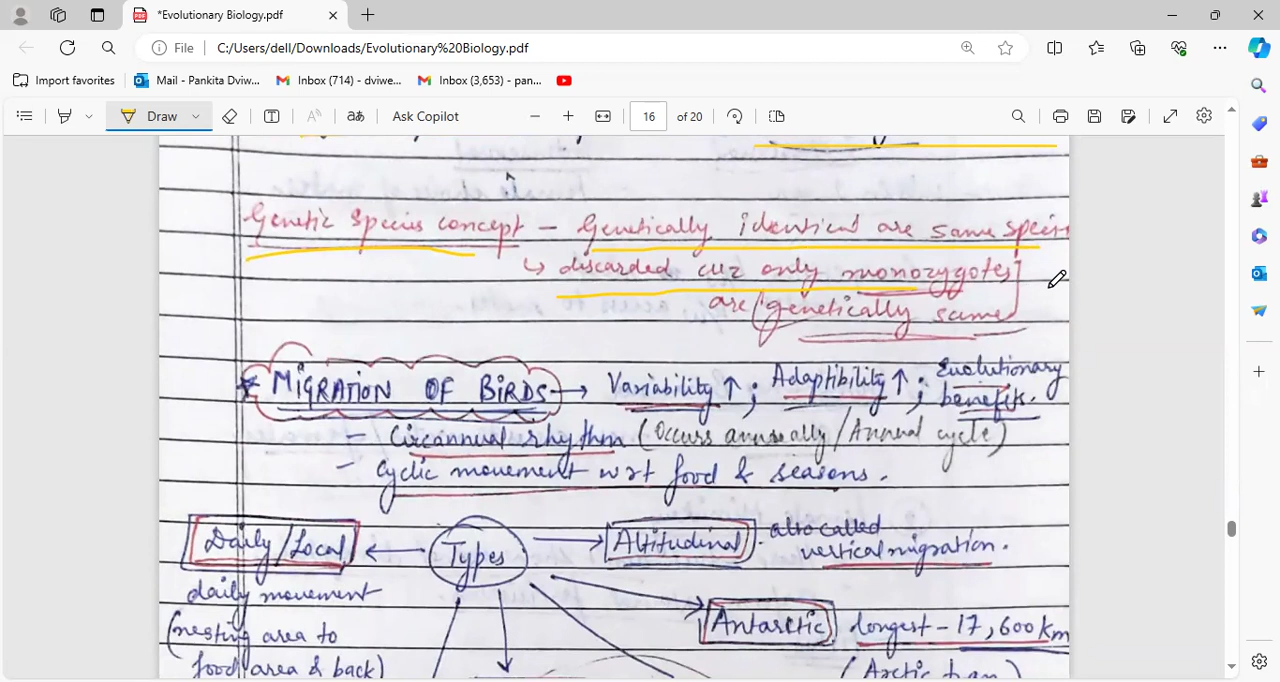 *Evolutionary Biology.pdf
File C:/Users/dell/Downloads/Evolutionary%20Biology.pdf
Import favorites Mail - Pankita Dviw... Inbox (714) - dviwe... Inbox (3,653) - pan...
Draw Ask Copilot 16 of 20
Genetic Species concept - Genetically identical are same Species
↳ discarded cuz only monozygotes
are genetically same
* MIGRATION OF BIRDS → Variability ↑ ; Adaptibility ↑ ; Evolutionary benefits.
- Circannual rhythm (Occurs annually / Annual cycle)
- Cyclic movement wrt food & seasons.
Daily/Local ← Types → Altitudinal . also called
vertical migration.
daily movement
(nesting area to
food area & back)
Antarctic longest - 17,600 km
(Arctic tern)